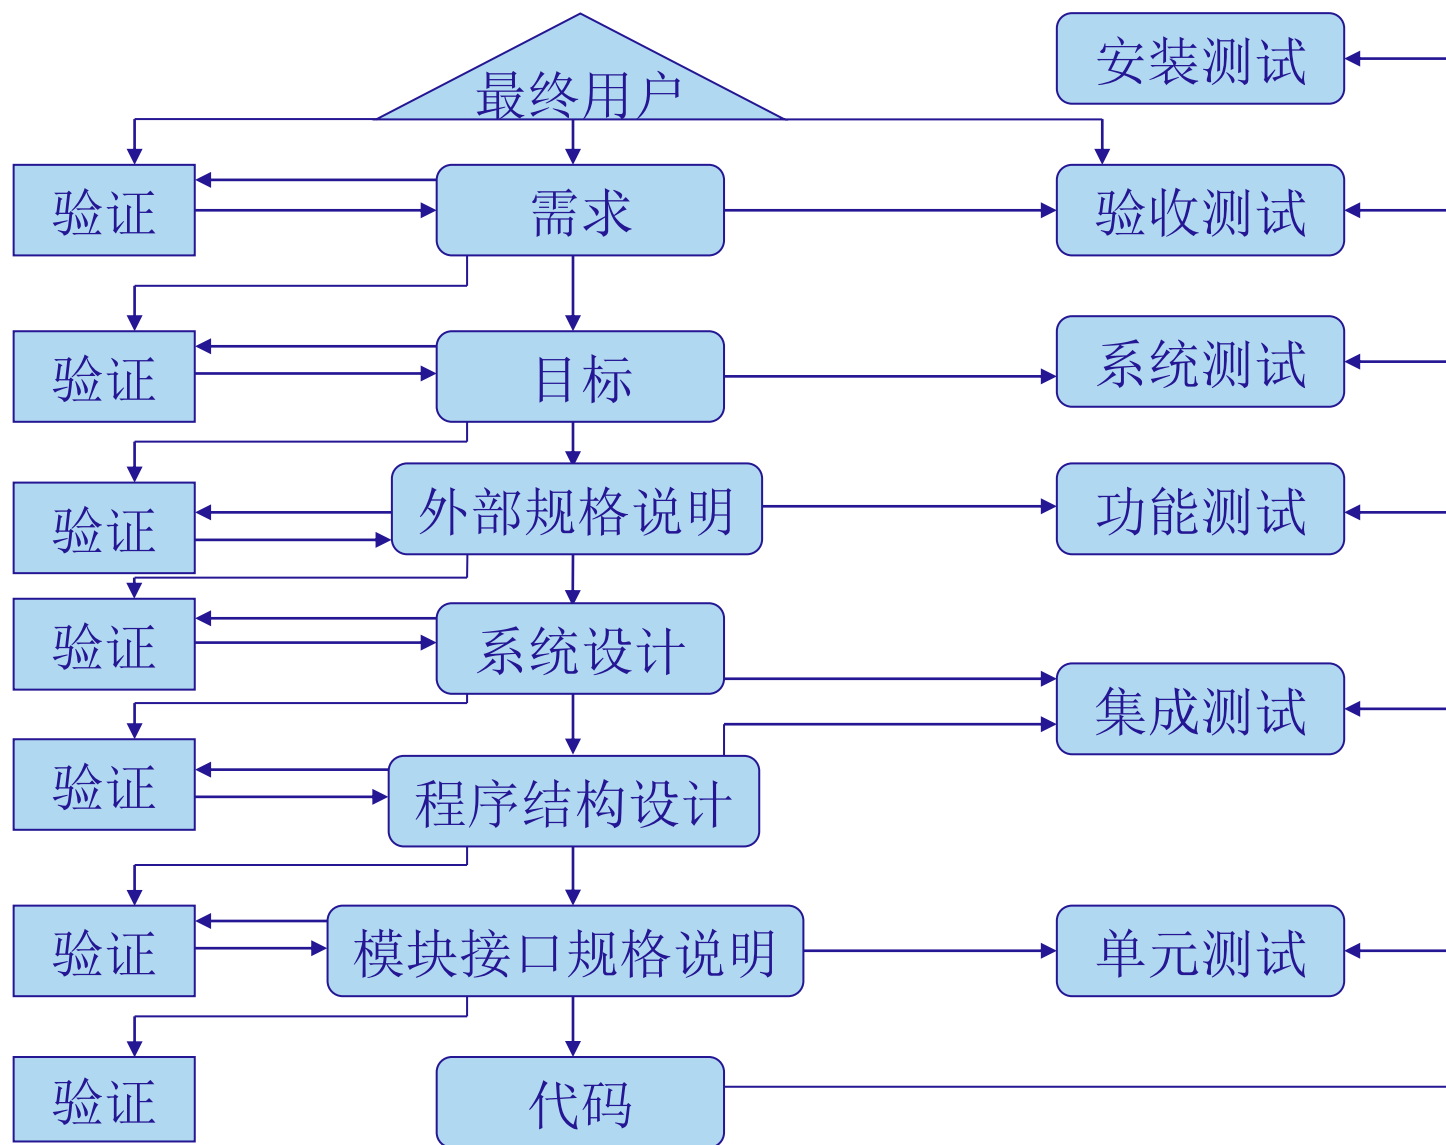 最终用户
安装测试
验证
需求
验收测试
验证
目标
系统测试
验证
外部规格说明
功能测试
验证
系统设计
集成测试
验证
程序结构设计
验证
模块接口规格说明
单元测试
验证
代码